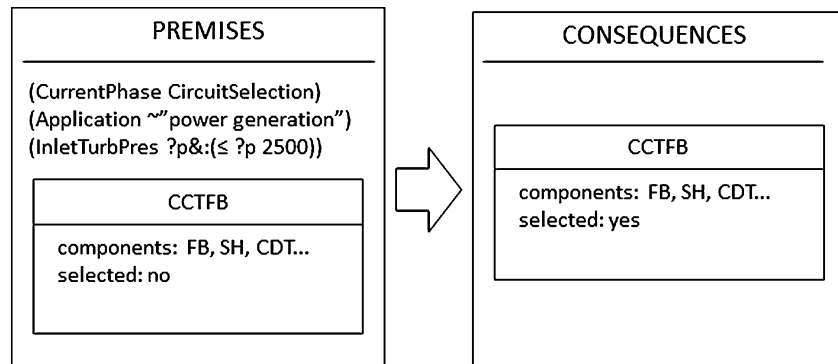 PREMISES
(CurrentPhase CircuitSelection)
(Application ~”power generation”)
(InletTurbPres ?p&:(≤ ?p 2500))
CCTFB
components: FB, SH, CDT...
selected: no
CONSEQUENCES
CCTFB
components: FB, SH, CDT...
selected: yes